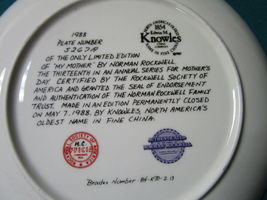 1988
PLATE NUMBER
OF THE ONLY LIMITED EDITION
OF "MY MOTHER" BY NORMAN ROCKWELL.
THE THIRTEENTH IN AN ANNUAL SERIES FOR MOTHER'S
DAY CERTIFIED BY THE ROCKWELL SOCIETY OF
AMERICA AND GRANTED THE SEAL OF ENDORSEMENT
AND AUTHENTICATION OF THE NORMAN ROCKWELL FAMILY
TRUST. MADE IN AN EDITION PERMANENTLY CLOSED
ON MAY 7, 1988. BY KNOWLES, NORTH AMERICA'S
OLDEST NAME IN FINE CHINA.
1854
Edwin M.
Knowles
Bradex Number